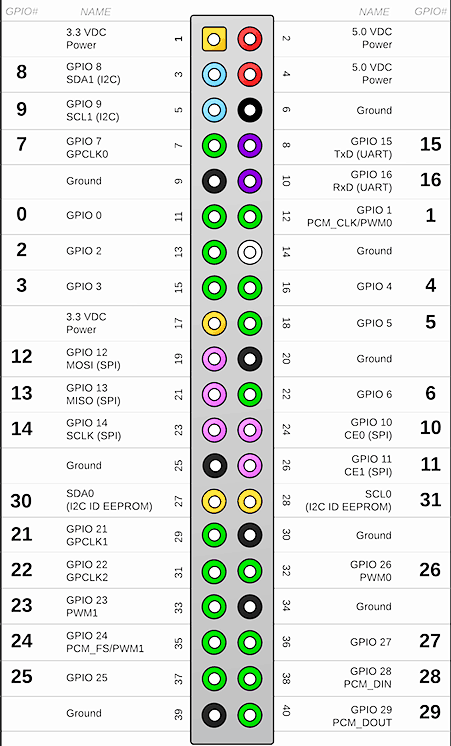 GPIO# NAME NAME GPIO#
3.3 VDC
Power 1 2 5.0 VDC
Power
8 GPIO 8
SDA1 (I2C) 3 4 5.0 VDC
Power
9 GPIO 9
SCL1 (I2C) 5 6 Ground
7 GPIO 7
GPCLK0 7 8 GPIO 15
TxD (UART) 15
Ground 9 10 GPIO 16
RxD (UART) 16
0 GPIO 0 11 12 GPIO 1
PCM_CLK/PWM0 1
2 GPIO 2 13 14 Ground
3 GPIO 3 15 16 GPIO 4 4
3.3 VDC
Power 17 18 GPIO 5 5
12 GPIO 12
MOSI (SPI) 19 20 Ground
13 GPIO 13
MISO (SPI) 21 22 GPIO 6 6
14 GPIO 14
SCLK (SPI) 23 24 GPIO 10
CE0 (SPI) 10
Ground 25 26 GPIO 11
CE1 (SPI) 11
30 SDA0
(I2C ID EEPROM) 27 28 SCL0
(I2C ID EEPROM) 31
21 GPIO 21
GPCLK1 29 30 Ground
22 GPIO 22
GPCLK2 31 32 GPIO 26
PWM0 26
23 GPIO 23
PWM1 33 34 Ground
24 GPIO 24
PCM_FS/PWM1 35 36 GPIO 27 27
25 GPIO 25 37 38 GPIO 28
PCM_DIN 28
Ground 39 40 GPIO 29
PCM_DOUT 29